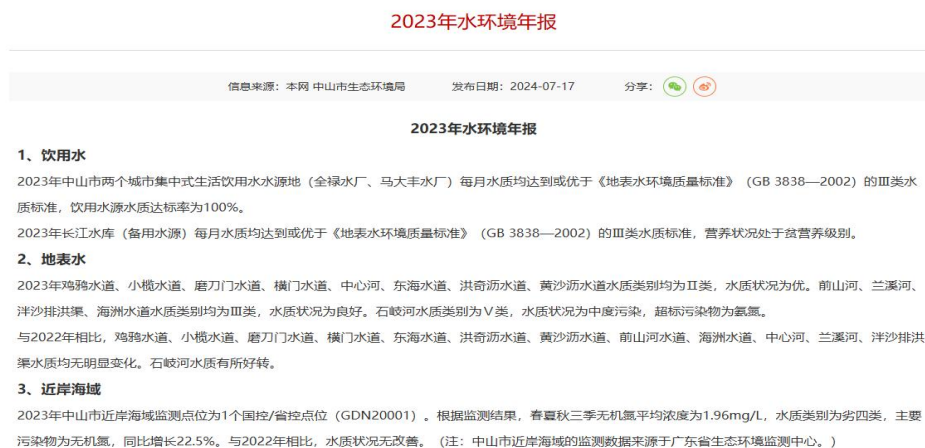 2023年水环境年报
信息来源：本网 中山市生态环境局 发布日期：2024-07-17 分享：
2023年水环境年报
1、饮用水
2023年中山市两个城市集中式生活饮用水水源地（全禄水厂、马大丰水厂）每月水质均达到或优于《地表水环境质量标准》（GB 3838—2002）的Ⅲ类水
质标准，饮用水源水质达标率为100%。
2023年长江水库（备用水源）每月水质均达到或优于《地表水环境质量标准》（GB 3838—2002）的Ⅲ类水质标准，营养状况处于贫营养级别。
2、地表水
2023年鸡鸦水道、小榄水道、磨刀门水道、横门水道、中心河、东海水道、洪奇沥水道、黄沙沥水道水质类别均为Ⅱ类，水质状况为优。前山河、兰溪河、
泮沙排洪渠、海洲水道水质类别均为Ⅲ类，水质状况为良好。石岐河水质类别为Ⅴ类，水质状况为中度污染，超标污染物为氨氮。
与2022年相比，鸡鸦水道、小榄水道、磨刀门水道、横门水道、东海水道、洪奇沥水道、黄沙沥水道、前山河水道、海洲水道、中心河、兰溪河、泮沙排洪
渠水质均无明显变化。石岐河水质有所好转。
3、近岸海域
2023年中山市近岸海域监测点位为1个国控/省控点位（GDN20001）。根据监测结果，春夏秋三季无机氮平均浓度为1.96mg/L，水质类别为劣四类，主要
污染物为无机氮，同比增长22.5%。与2022年相比，水质状况无改善。（注：中山市近岸海域的监测数据来源于广东省生态环境监测中心。）